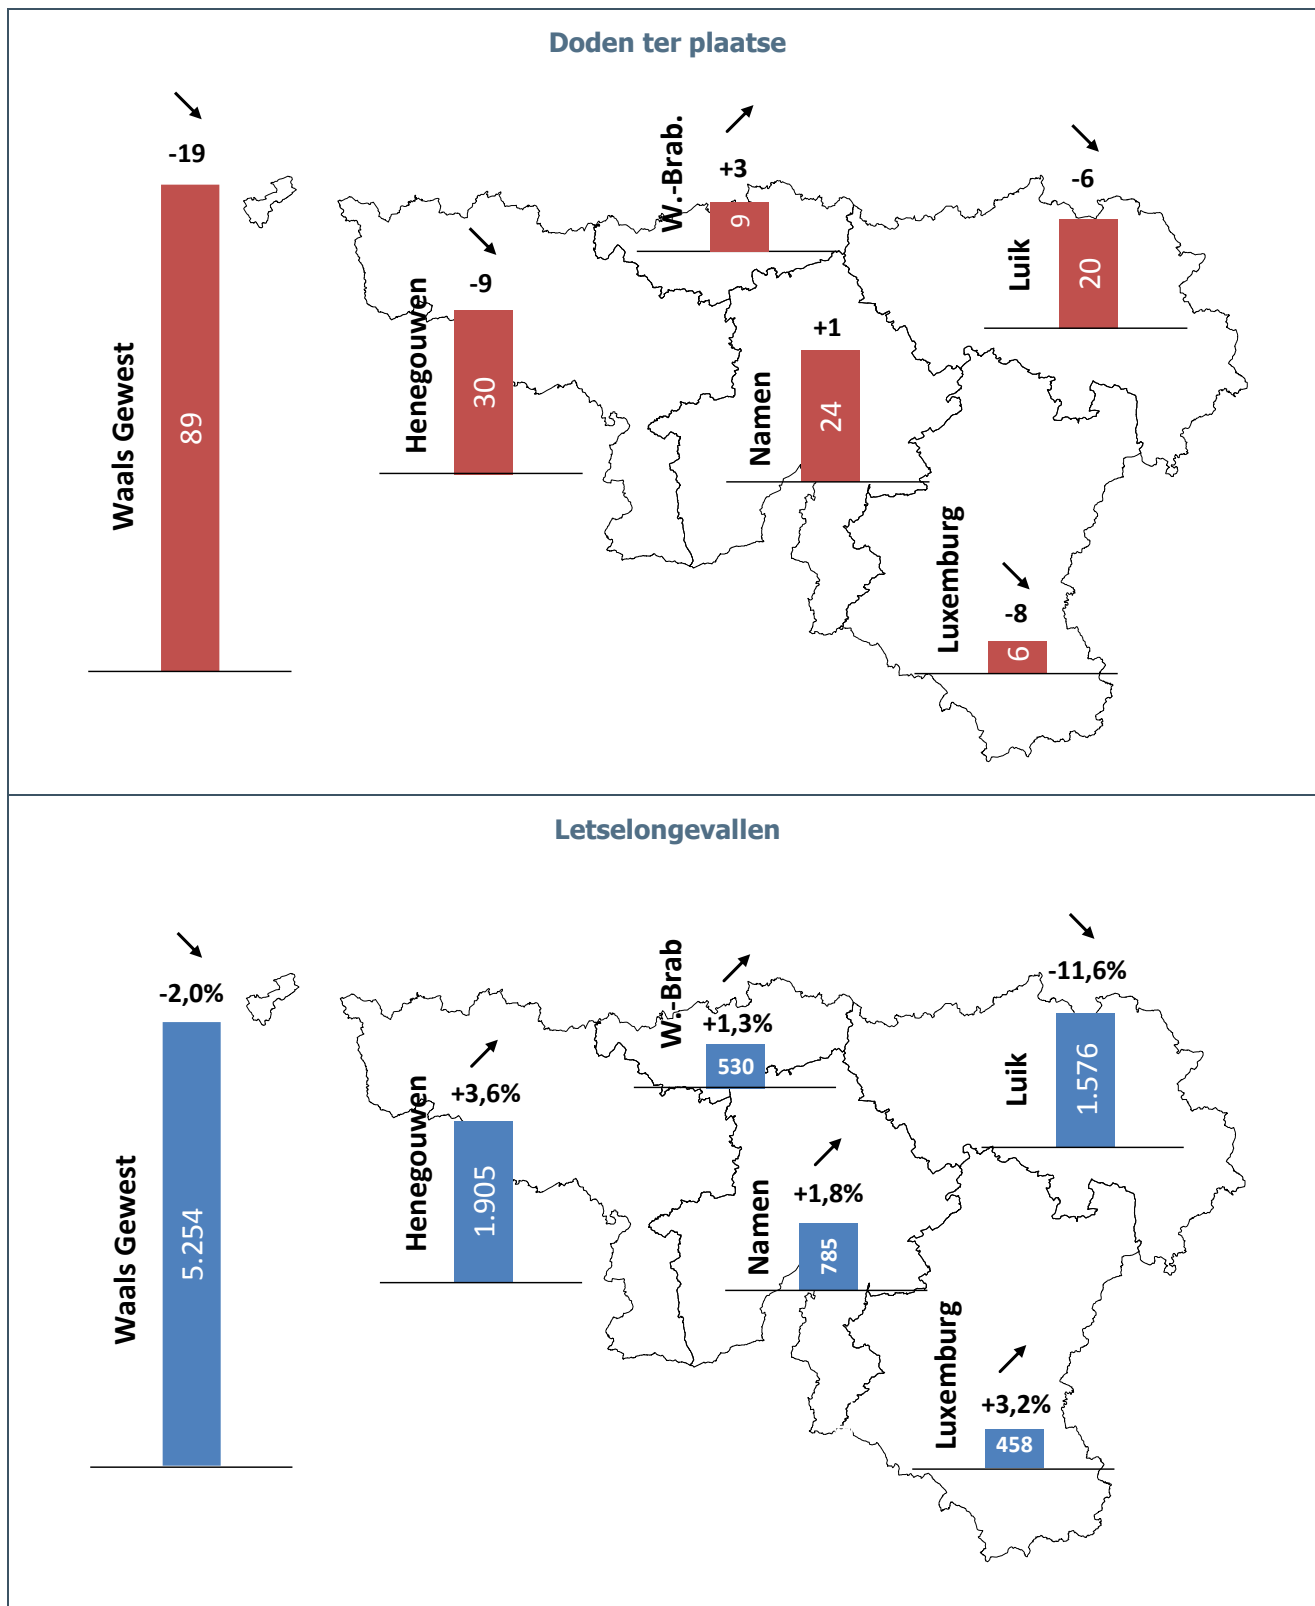 Doden ter plaatse
-19
89
Waals Gewest
-9
30
Henegouwen
+3
9
W.-Brab.
+1
24
Namen
-6
20
Luik
-8
6
Luxemburg
Letselongevallen
-2,0%
5.254
Waals Gewest
+3,6%
1.905
Henegouwen
+1,3%
530
W.-Brab
+1,8%
785
Namen
-11,6%
1.576
Luik
+3,2%
458
Luxemburg